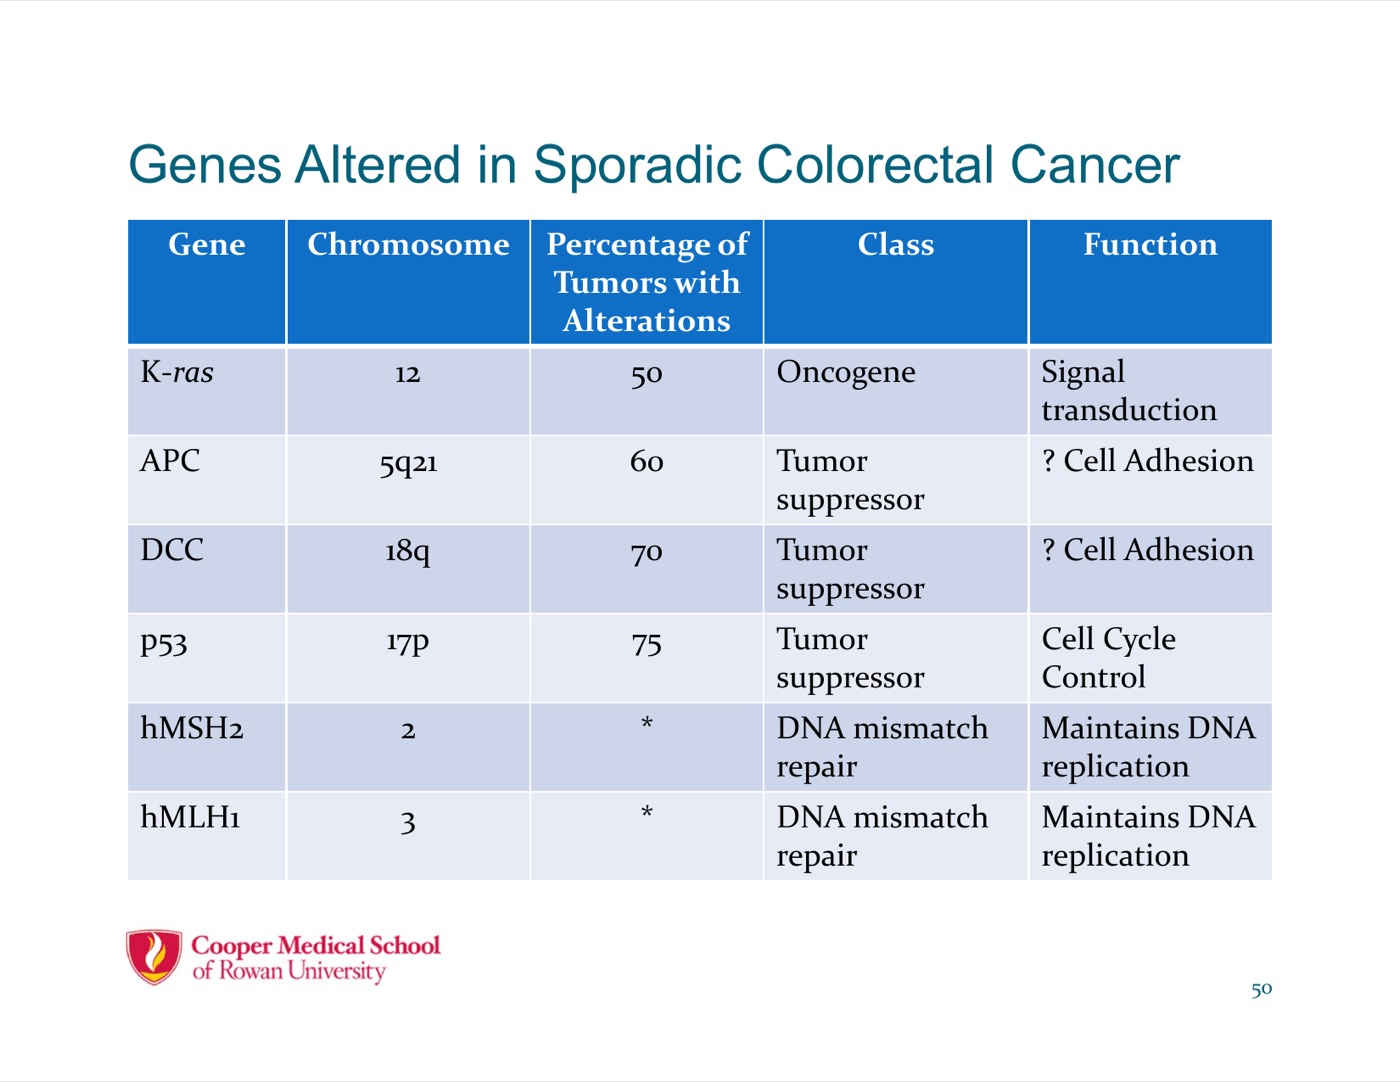 Genes Altered in Sporadic Colorectal Cancer
Gene
Chromosome
Percentage of
Tumors with
Alterations
Class
Function
K-ras
12
50
Oncogene
Signal
transduction
APC
5q21
60
Tumor
suppressor
? Cell Adhesion
DCC
18q
70
Tumor
suppressor
? Cell Adhesion
p53
17p
75
Tumor
suppressor
Cell Cycle
Control
hMSH2
2
*
DNA mismatch
repair
Maintains DNA
replication
hMLH1
3
*
DNA mismatch
repair
Maintains DNA
replication
Cooper Medical School
of Rowan University
50